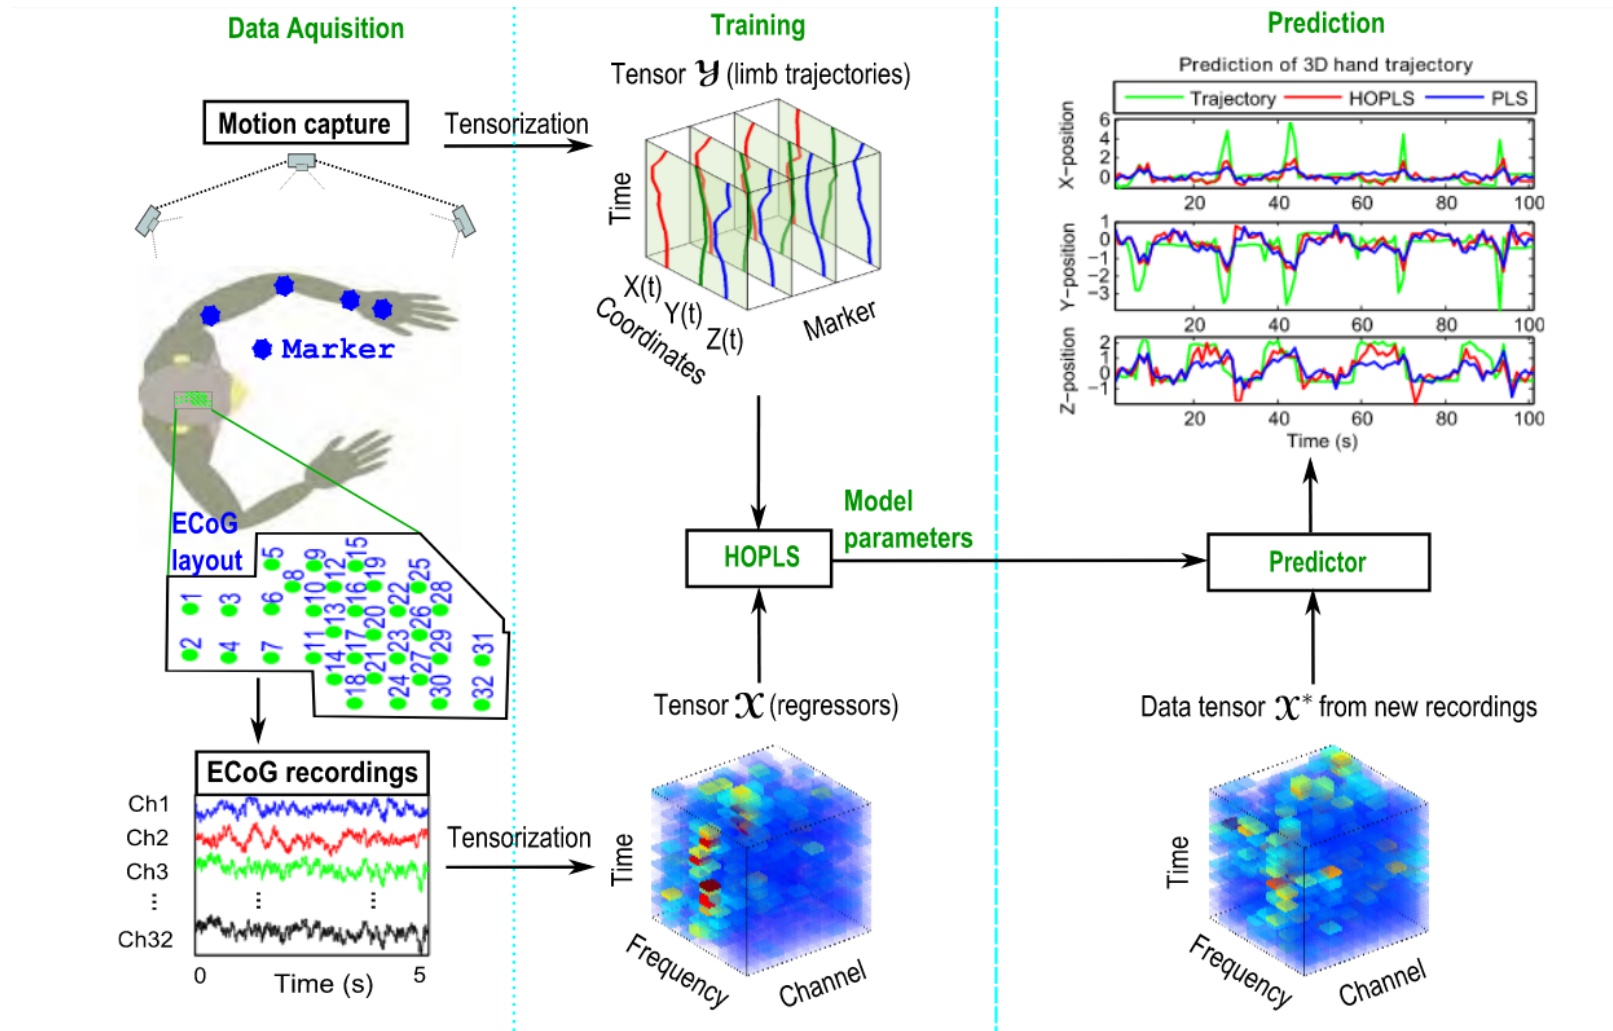 Data Aquisition
Motion capture
Marker
ECoG
layout
1
2
3
4
5
6
7
8
9
10
11
12
13
14
15
16
17
18
19
20
21
22
23
24
25
26
27
28
29
30
31
32
ECoG recordings
Ch1
Ch2
Ch3
⋮
Ch32
0 5
Time (s)
Tensorization
Tensorization
Training
Tensor 𝓨 (limb trajectories)
Time
X(t)
Y(t)
Z(t)
Coordinates
Marker
HOPLS
Model
parameters
Tensor 𝓧 (regressors)
Time
Frequency
Channel
Prediction
Prediction of 3D hand trajectory
Trajectory HOPLS PLS
X-position
6
4
2
0
20 40 60 80 100
Y-position
1
0
−1
−2
−3
20 40 60 80 100
Z-position
2
1
0
−1
20 40 60 80 100
Time (s)
Predictor
Data tensor 𝓧* from new recordings
Time
Frequency
Channel